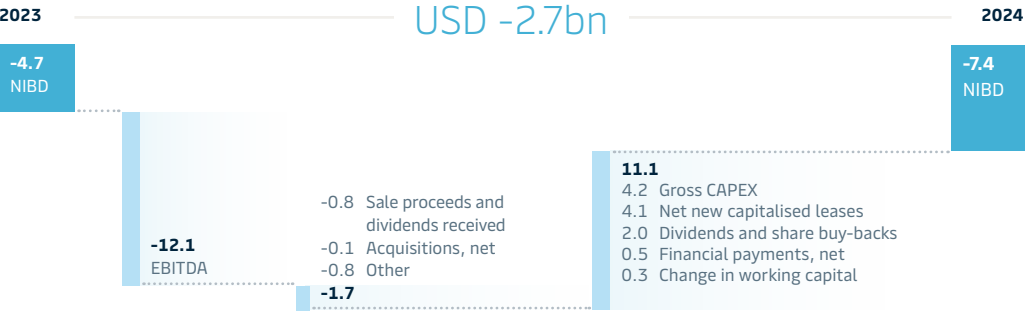 2023
USD -2.7bn
2024
-4.7
NIBD
-7.4
NIBD
-12.1
EBITDA
-0.8 Sale proceeds and
dividends received
-0.1 Acquisitions, net
-0.8 Other
-1.7
11.1
4.2 Gross CAPEX
4.1 Net new capitalised leases
2.0 Dividends and share buy-backs
0.5 Financial payments, net
0.3 Change in working capital